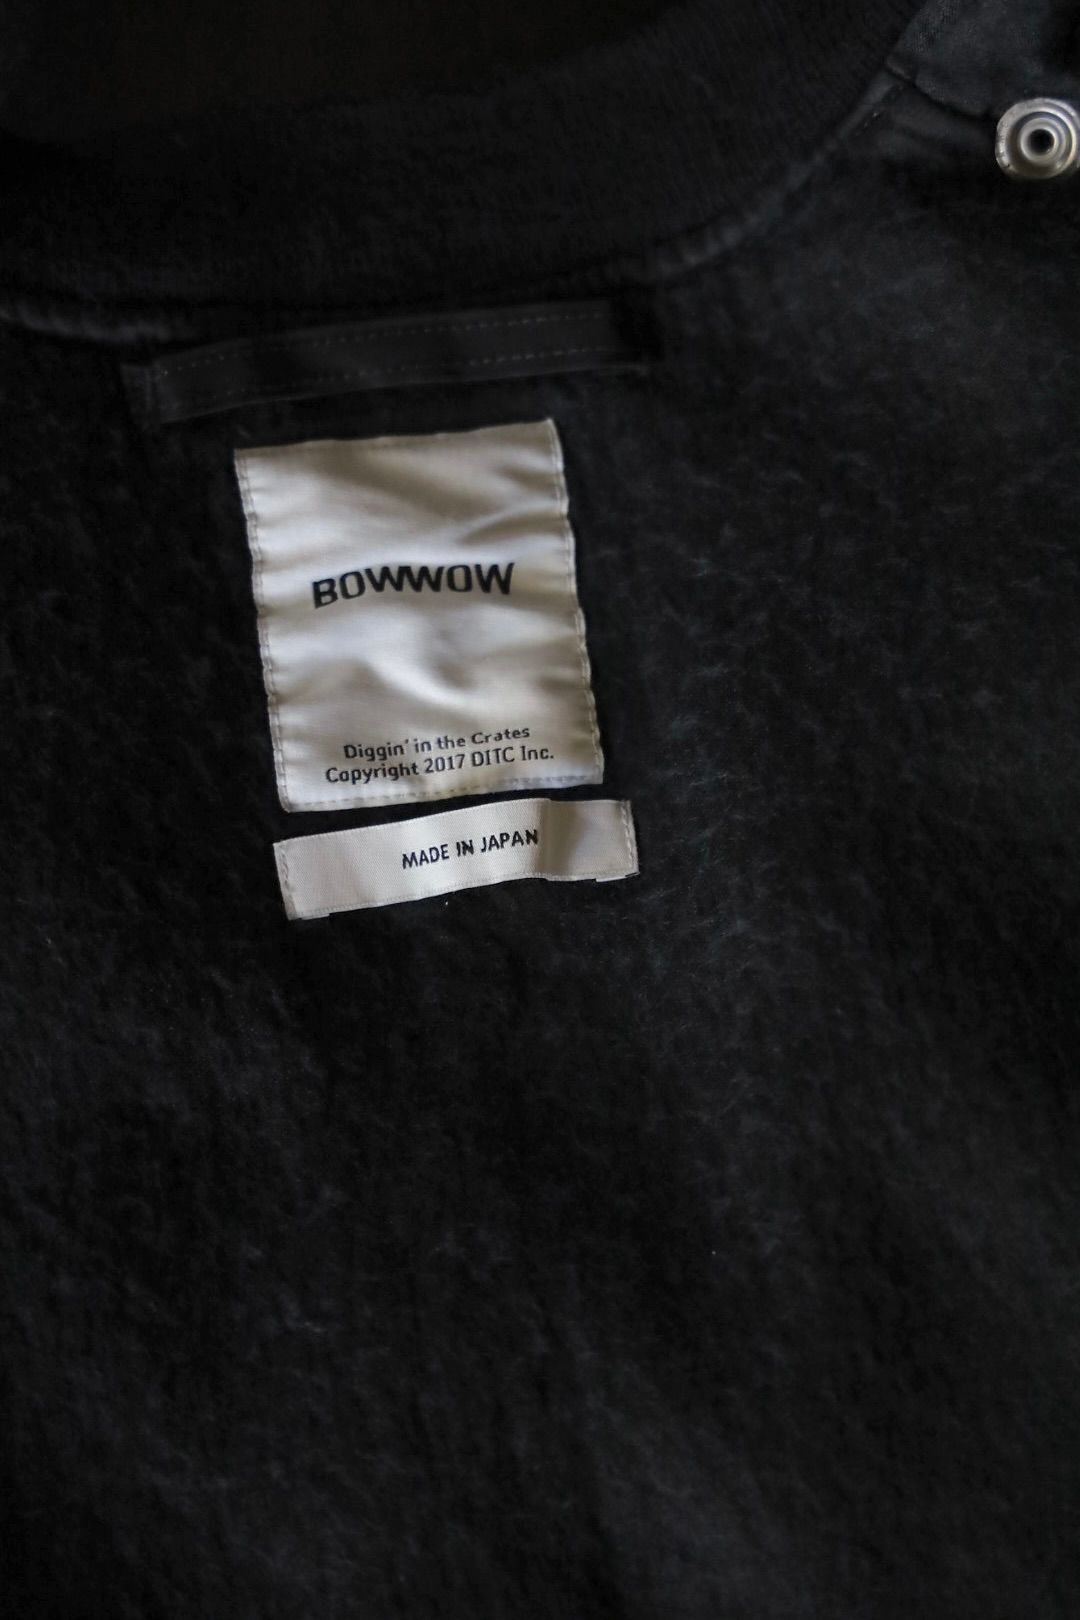 BOWWOW
Diggin' in the Crates
Copyright 2017 DITC Inc.
MADE IN JAPAN